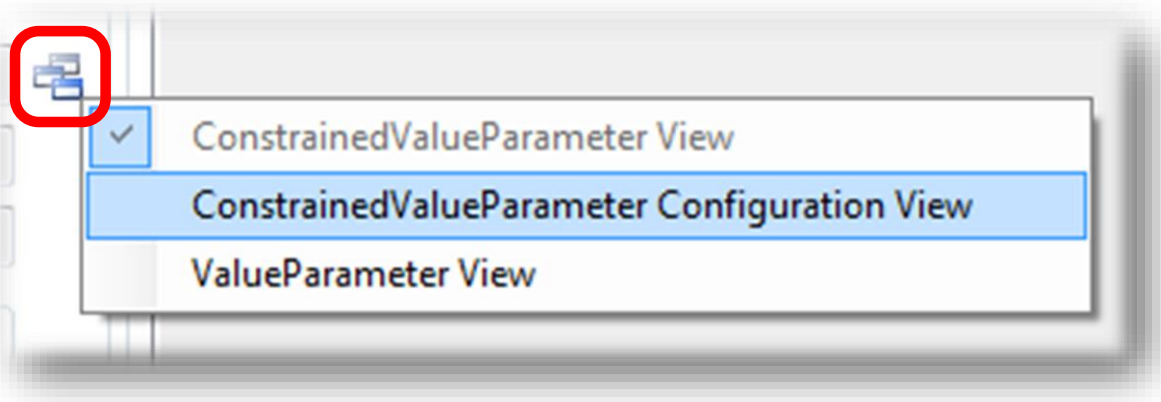 ConstrainedValueParameter View
ConstrainedValueParameter Configuration View
ValueParameter View